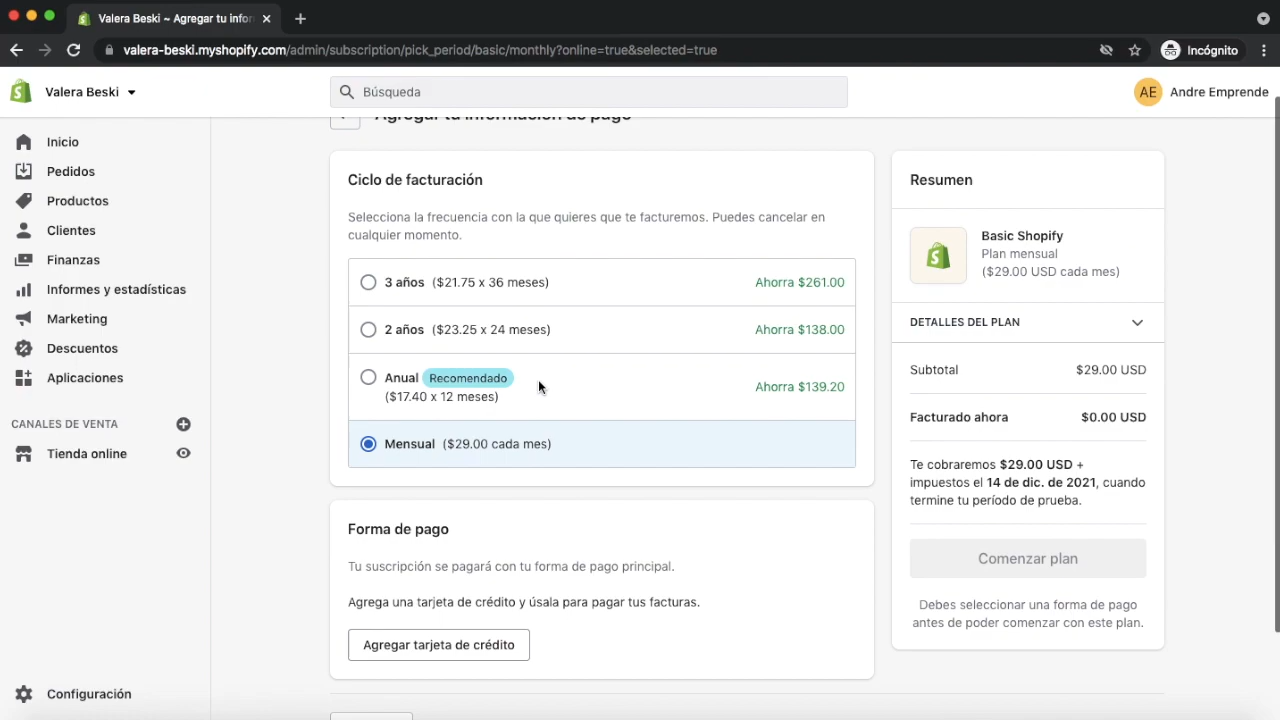 Valera Beski ~ Agregar tu infor
valera-beski.myshopify.com/admin/subscription/pick_period/basic/monthly?online=true&selected=true
Incógnito
Valera Beski
Búsqueda
AE
Andre Emprende
Inicio
Pedidos
Productos
Clientes
Finanzas
Informes y estadísticas
Marketing
Descuentos
Aplicaciones
CANALES DE VENTA
Tienda online
Configuración
Agregar tu información de pago
Ciclo de facturación
Selecciona la frecuencia con la que quieres que te facturemos. Puedes cancelar en
cualquier momento.
3 años ($21.75 x 36 meses) Ahorra $261.00
2 años ($23.25 x 24 meses) Ahorra $138.00
Anual Recomendado
($17.40 x 12 meses) Ahorra $139.20
Mensual ($29.00 cada mes)
Forma de pago
Tu suscripción se pagará con tu forma de pago principal.
Agrega una tarjeta de crédito y úsala para pagar tus facturas.
Agregar tarjeta de crédito
Resumen
Basic Shopify
Plan mensual
($29.00 USD cada mes)
DETALLES DEL PLAN
Subtotal $29.00 USD
Facturado ahora $0.00 USD
Te cobraremos $29.00 USD +
impuestos el 14 de dic. de 2021, cuando
termine tu período de prueba.
Comenzar plan
Debes seleccionar una forma de pago
antes de poder comenzar con este plan.